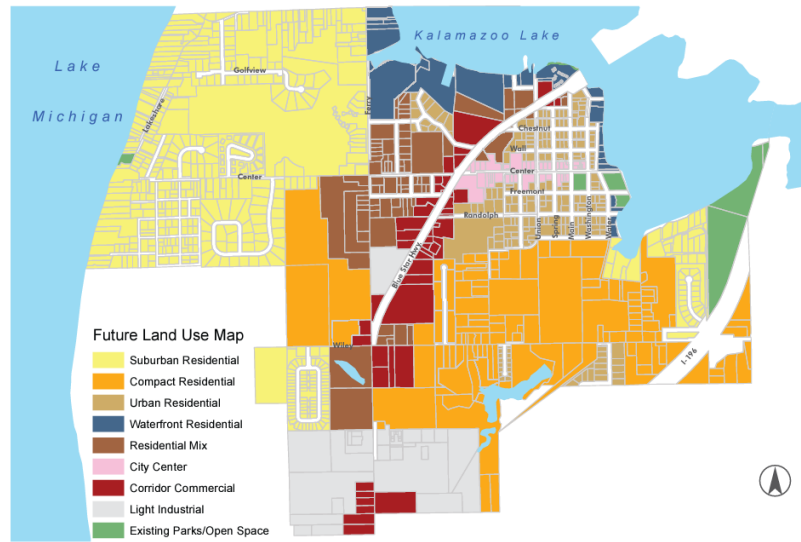 Kalamazoo Lake
Lake
Michigan
Golfview
Lakeshore
Ferry
Chestnut
Wall
Center
Center
Freemont
Randolph
Union
Spring
Main
Washington
Water
Blue Star Hwy.
Wiley
I-196
Future Land Use Map
Suburban Residential
Compact Residential
Urban Residential
Waterfront Residential
Residential Mix
City Center
Corridor Commercial
Light Industrial
Existing Parks/Open Space